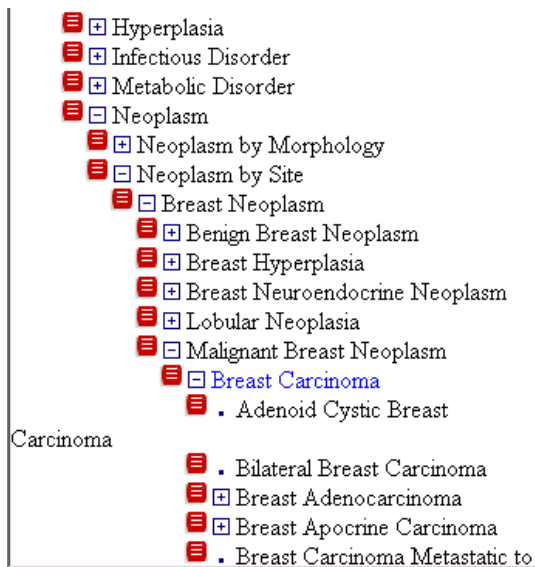 Hyperplasia
Infectious Disorder
Metabolic Disorder
Neoplasm
Neoplasm by Morphology
Neoplasm by Site
Breast Neoplasm
Benign Breast Neoplasm
Breast Hyperplasia
Breast Neuroendocrine Neoplasm
Lobular Neoplasia
Malignant Breast Neoplasm
Breast Carcinoma
Adenoid Cystic Breast
Carcinoma
Bilateral Breast Carcinoma
Breast Adenocarcinoma
Breast Apocrine Carcinoma
Breast Carcinoma Metastatic to